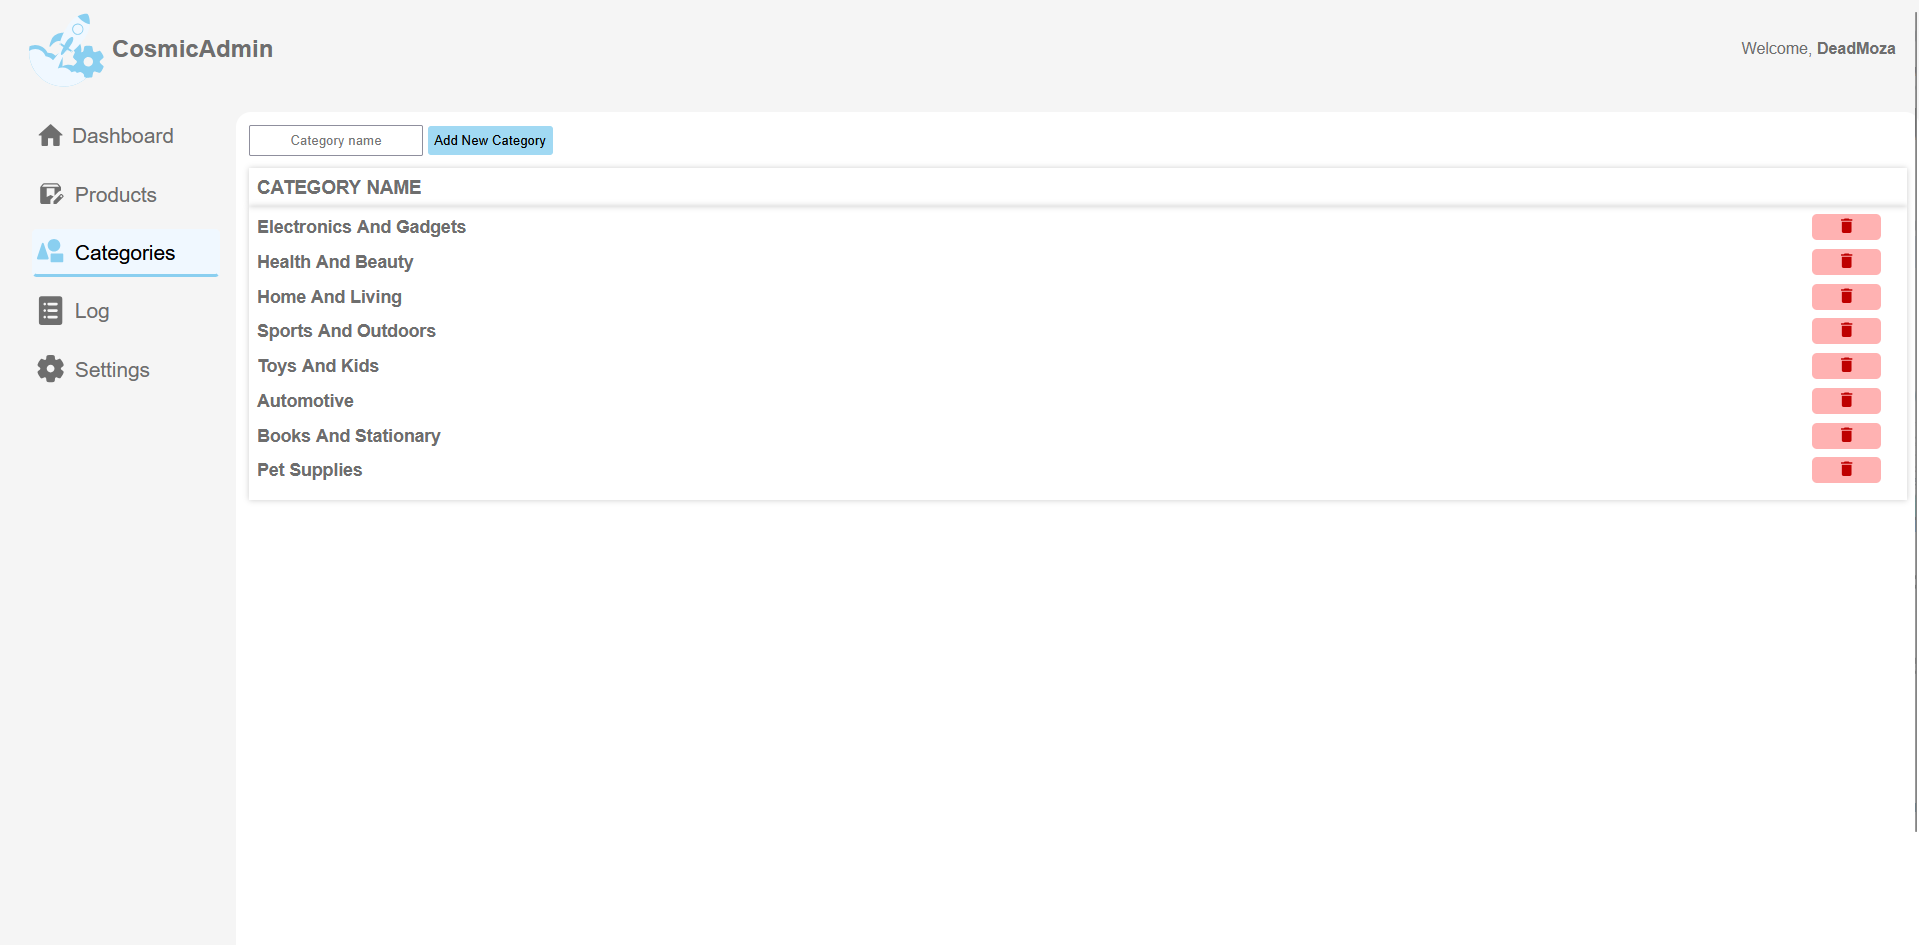 CosmicAdmin
Welcome, DeadMoza
Dashboard
Products
Categories
Log
Settings
Category name
Add New Category
CATEGORY NAME
Electronics And Gadgets
Health And Beauty
Home And Living
Sports And Outdoors
Toys And Kids
Automotive
Books And Stationary
Pet Supplies